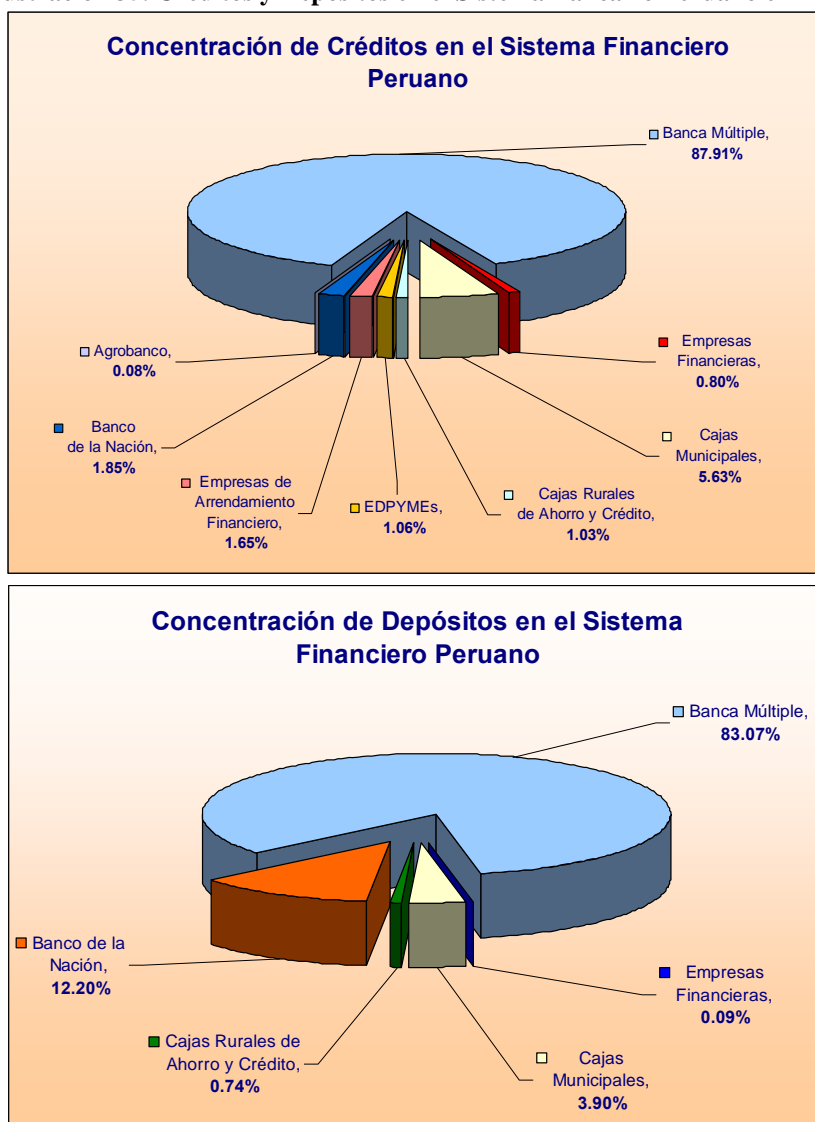 Concentración de Créditos en el Sistema Financiero
Peruano
Banca Múltiple,
87.91%
Empresas
Financieras,
0.80%
Cajas
Municipales,
5.63%
Cajas Rurales
de Ahorro y Crédito,
1.03%
EDPYMEs,
1.06%
Empresas de
Arrendamiento
Financiero,
1.65%
Banco
de la Nación,
1.85%
Agrobanco,
0.08%
Concentración de Depósitos en el Sistema
Financiero Peruano
Banca Múltiple,
83.07%
Empresas
Financieras,
0.09%
Cajas
Municipales,
3.90%
Cajas Rurales de
Ahorro y Crédito,
0.74%
Banco de la
Nación,
12.20%